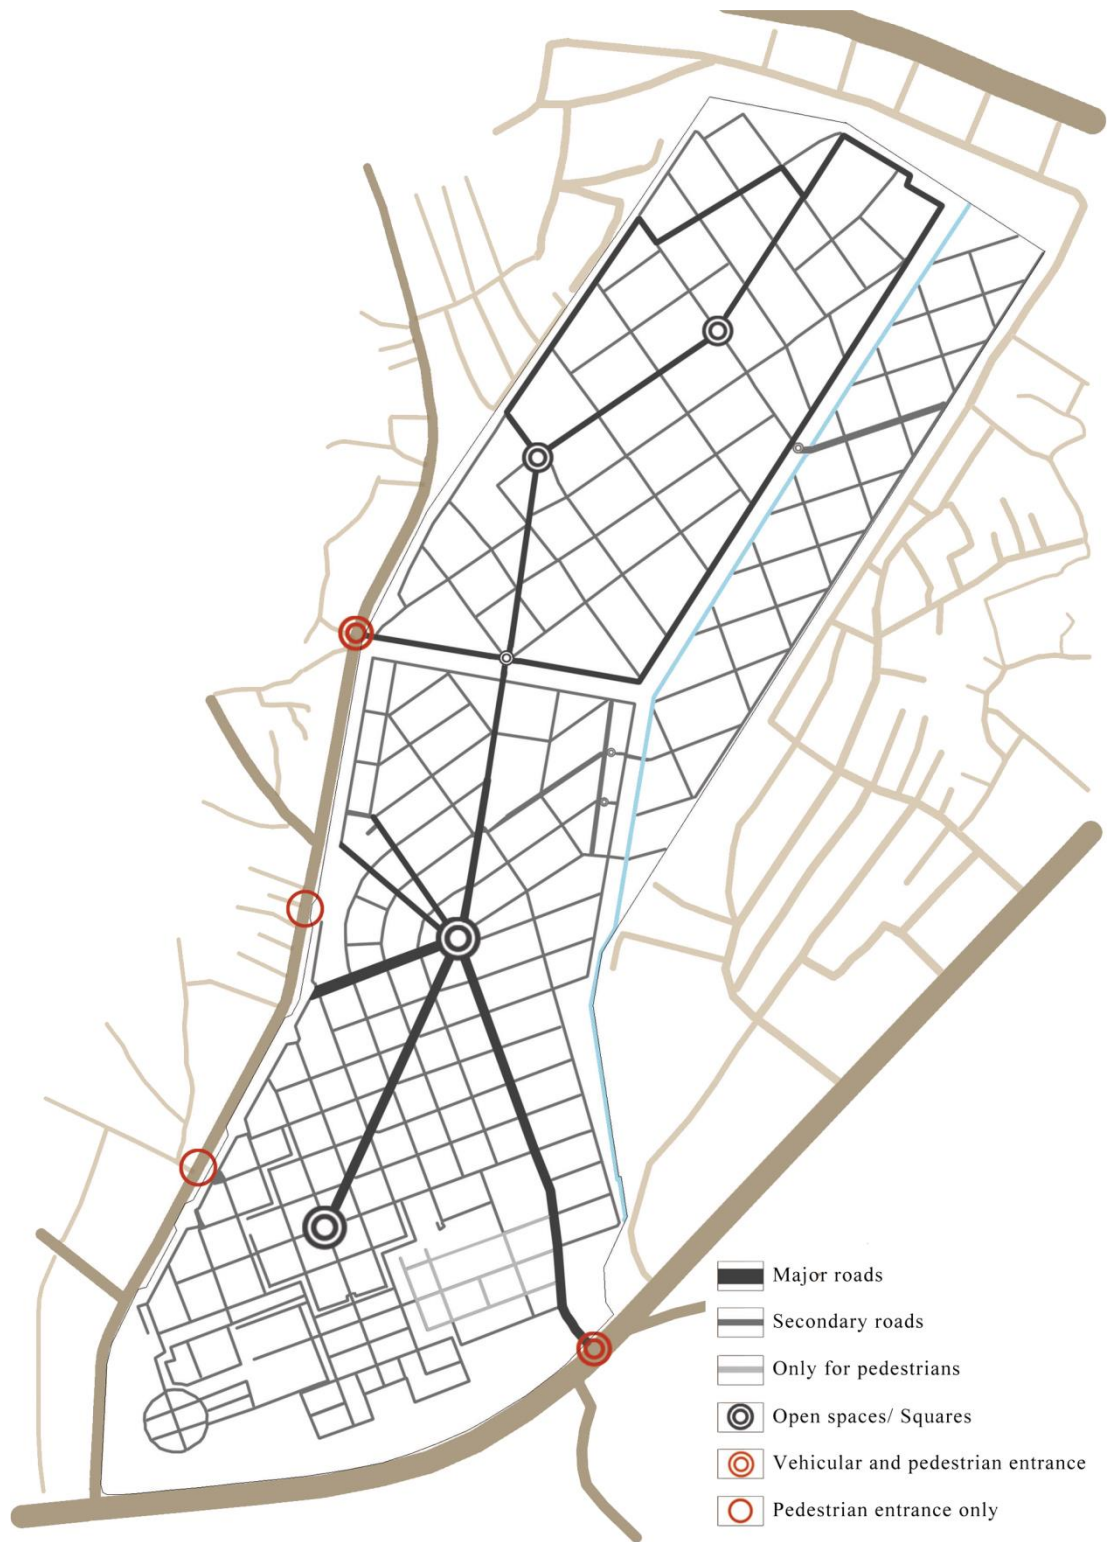 Major roads
Secondary roads
Only for pedestrians
Open spaces/ Squares
Vehicular and pedestrian entrance
Pedestrian entrance only